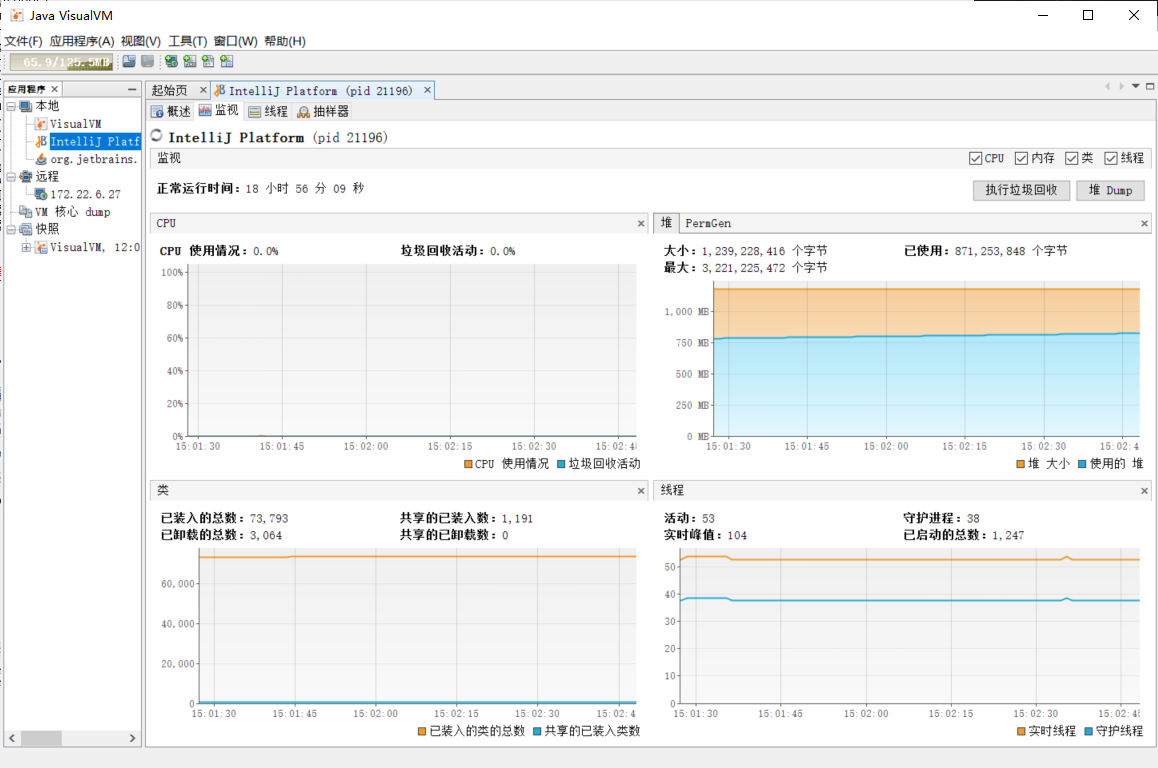 Java VisualVM
文件(F) 应用程序(A) 视图(V) 工具(T) 窗口(W) 帮助(H)
65.9/125.5MB
应用程序
本地
VisualVM
IntelliJ Platf
org.jetbrains.
远程
172.22.6.27
VM 核心 dump
快照
VisualVM, 12:0
起始页 IntelliJ Platform (pid 21196)
概述 监视 线程 抽样器
IntelliJ Platform (pid 21196)
监视 CPU 内存 类 线程
正常运行时间: 18 小时 56 分 09 秒 执行垃圾回收 堆 Dump
CPU
CPU 使用情况: 0.0% 垃圾回收活动: 0.0%
100%
80%
60%
40%
20%
0%
15:01:30 15:01:45 15:02:00 15:02:15 15:02:30 15:02:4
CPU 使用情况 垃圾回收活动
堆 PermGen
大小: 1,239,228,416 个字节 已使用: 871,253,848 个字节
最大: 3,221,225,472 个字节
1,000 MB
750 MB
500 MB
250 MB
0 MB
15:01:30 15:01:45 15:02:00 15:02:15 15:02:30 15:02:4
堆 大小 使用的 堆
类
已装入的总数: 73,793 共享的已装入数: 1,191
已卸载的总数: 3,064 共享的已卸载数: 0
60,000
40,000
20,000
0
15:01:30 15:01:45 15:02:00 15:02:15 15:02:30 15:02:4
已装入的类的总数 共享的已装入类数
线程
活动: 53 守护进程: 38
实时峰值: 104 已启动的总数: 1,247
50
40
30
20
10
0
15:01:30 15:01:45 15:02:00 15:02:15 15:02:30 15:02:4
实时线程 守护线程